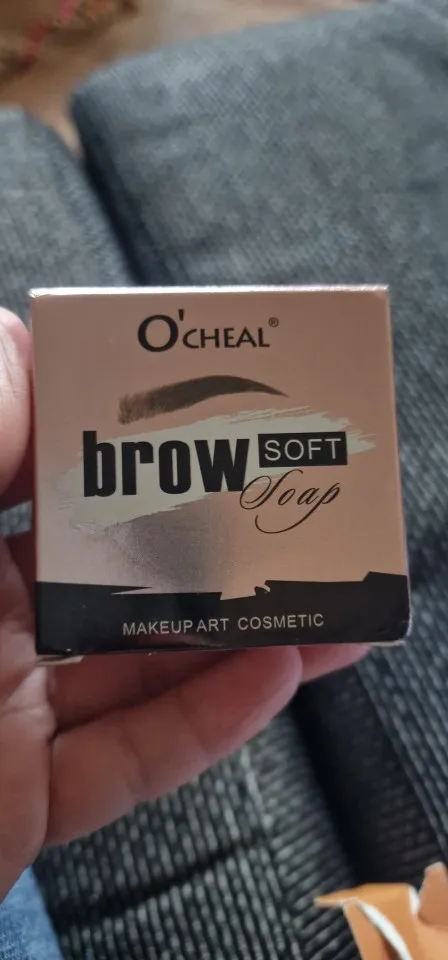 O'CHEAL®
brow SOFT
Soap
MAKEUP ART COSMETIC